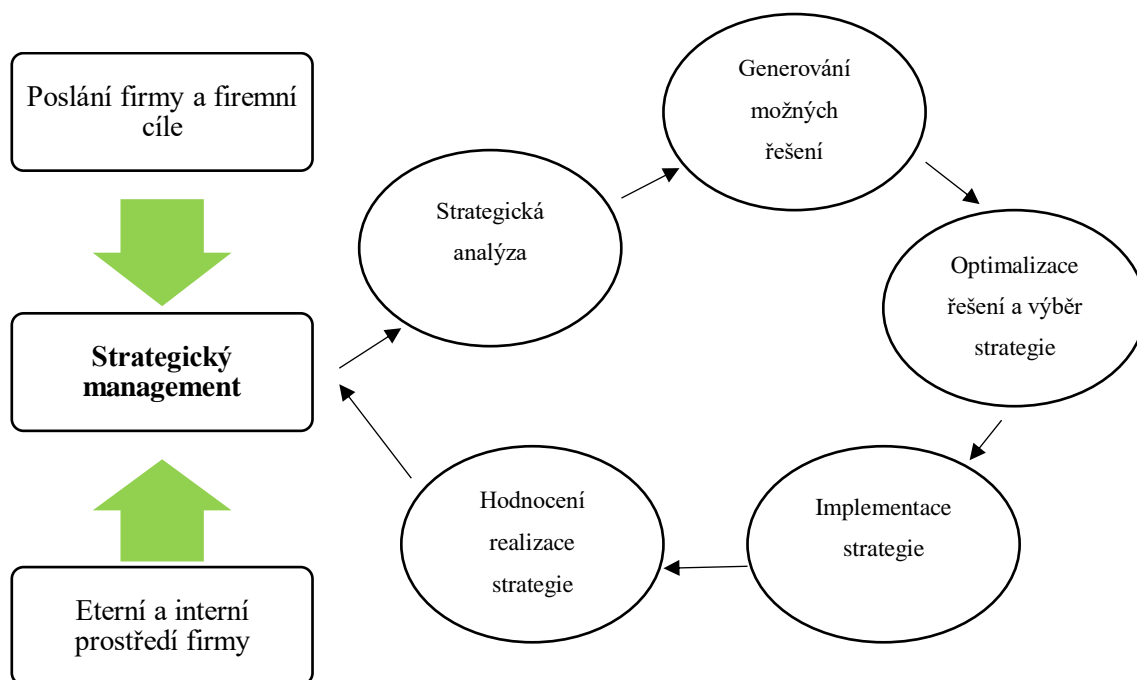 Poslání firmy a firemní
cíle
Strategický
management
Eterní a interní
prostředí firmy
Strategická
analýza
Generování
možných
řešení
Optimalizace
řešení a výběr
strategie
Implementace
strategie
Hodnocení
realizace
strategie